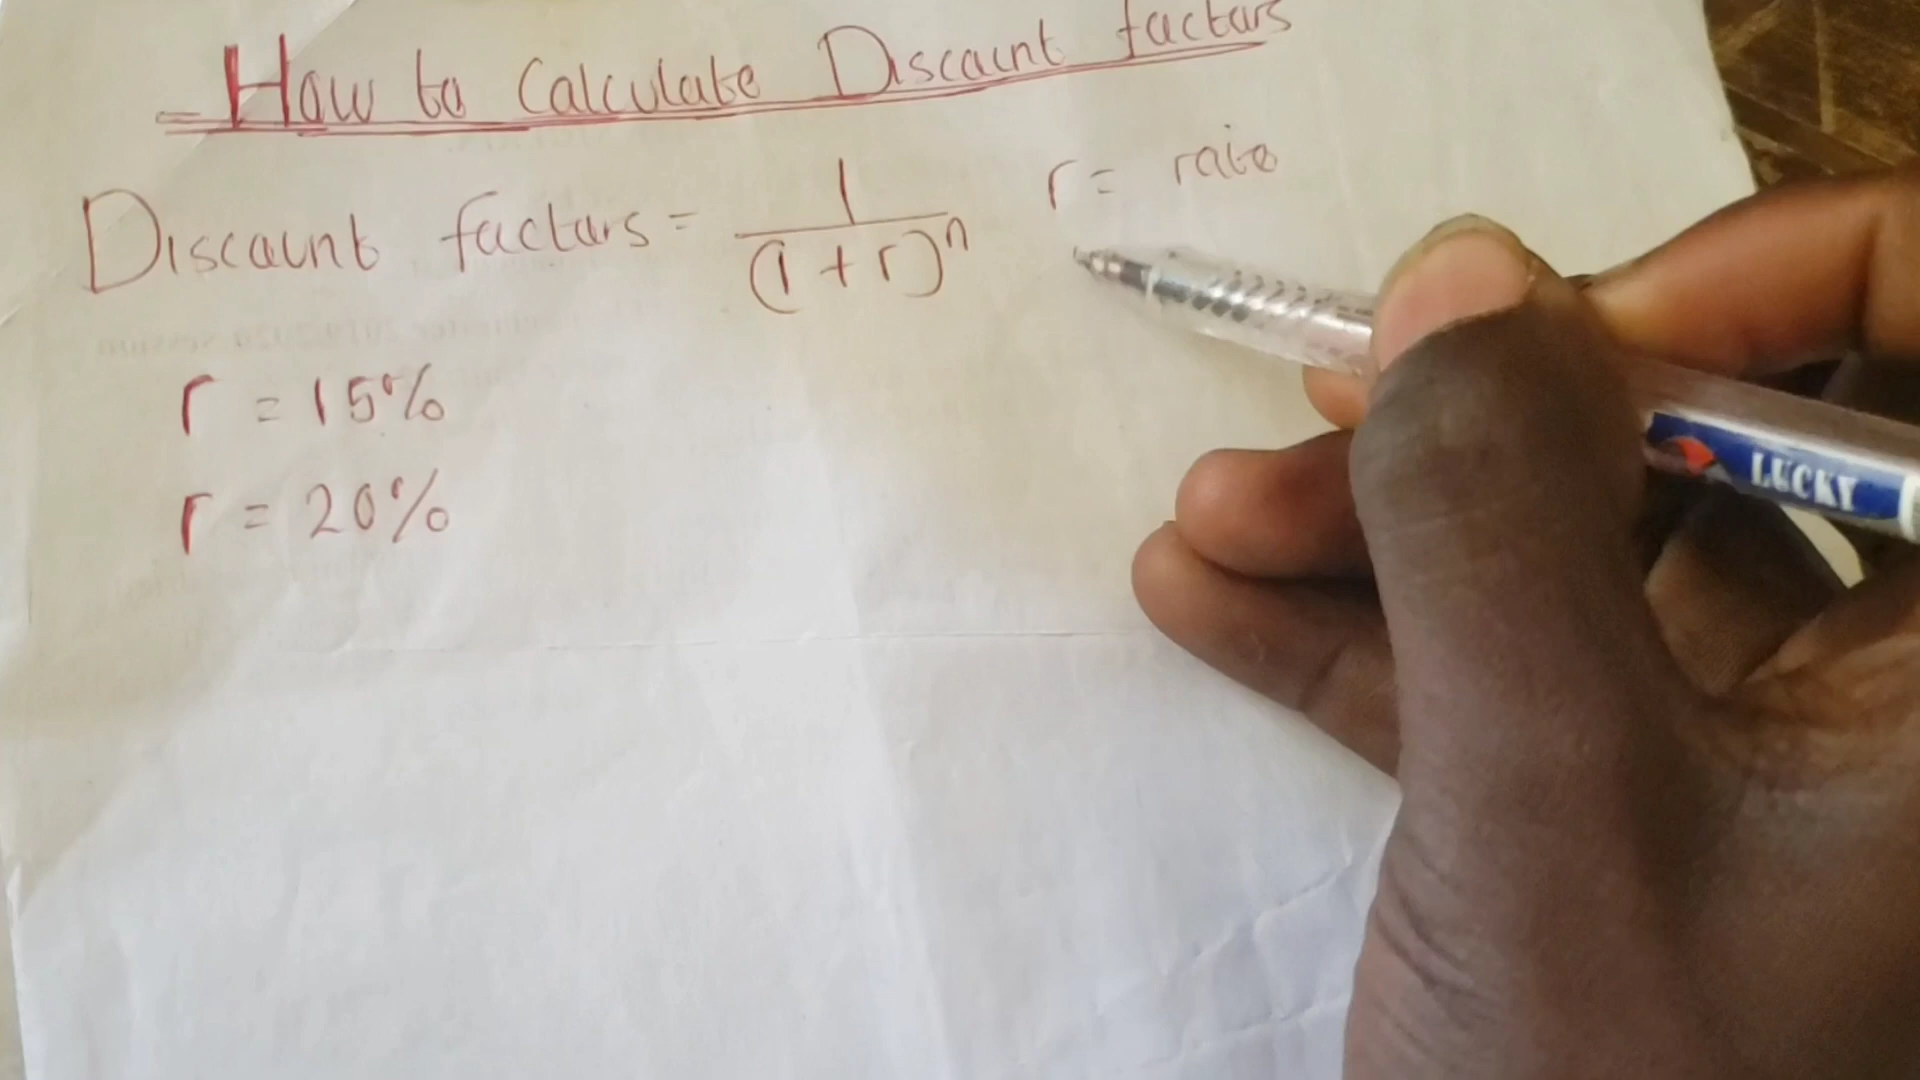 How to Calculate Discount factors
Discount factors = 1/(1+r)^n
r = rate
r = 15%
r = 20%
LUCKY